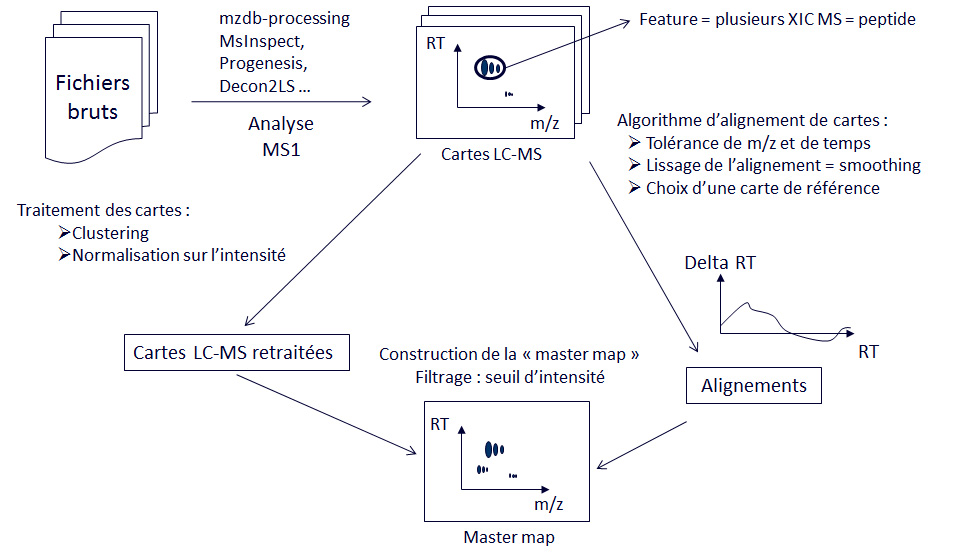 Fichiers
bruts
mzdb-processing
MsInspect,
Progenesis,
Decon2LS ...
Analyse
MS1
RT
m/z
Cartes LC-MS
Feature = plusieurs XIC MS = peptide
Algorithme d'alignement de cartes :
➢ Tolérance de m/z et de temps
➢ Lissage de l'alignement = smoothing
➢ Choix d'une carte de référence
Traitement des cartes :
➢Clustering
➢Normalisation sur l'intensité
Delta RT
RT
Cartes LC-MS retraitées
Construction de la « master map »
Filtrage : seuil d'intensité
Alignements
RT
m/z
Master map